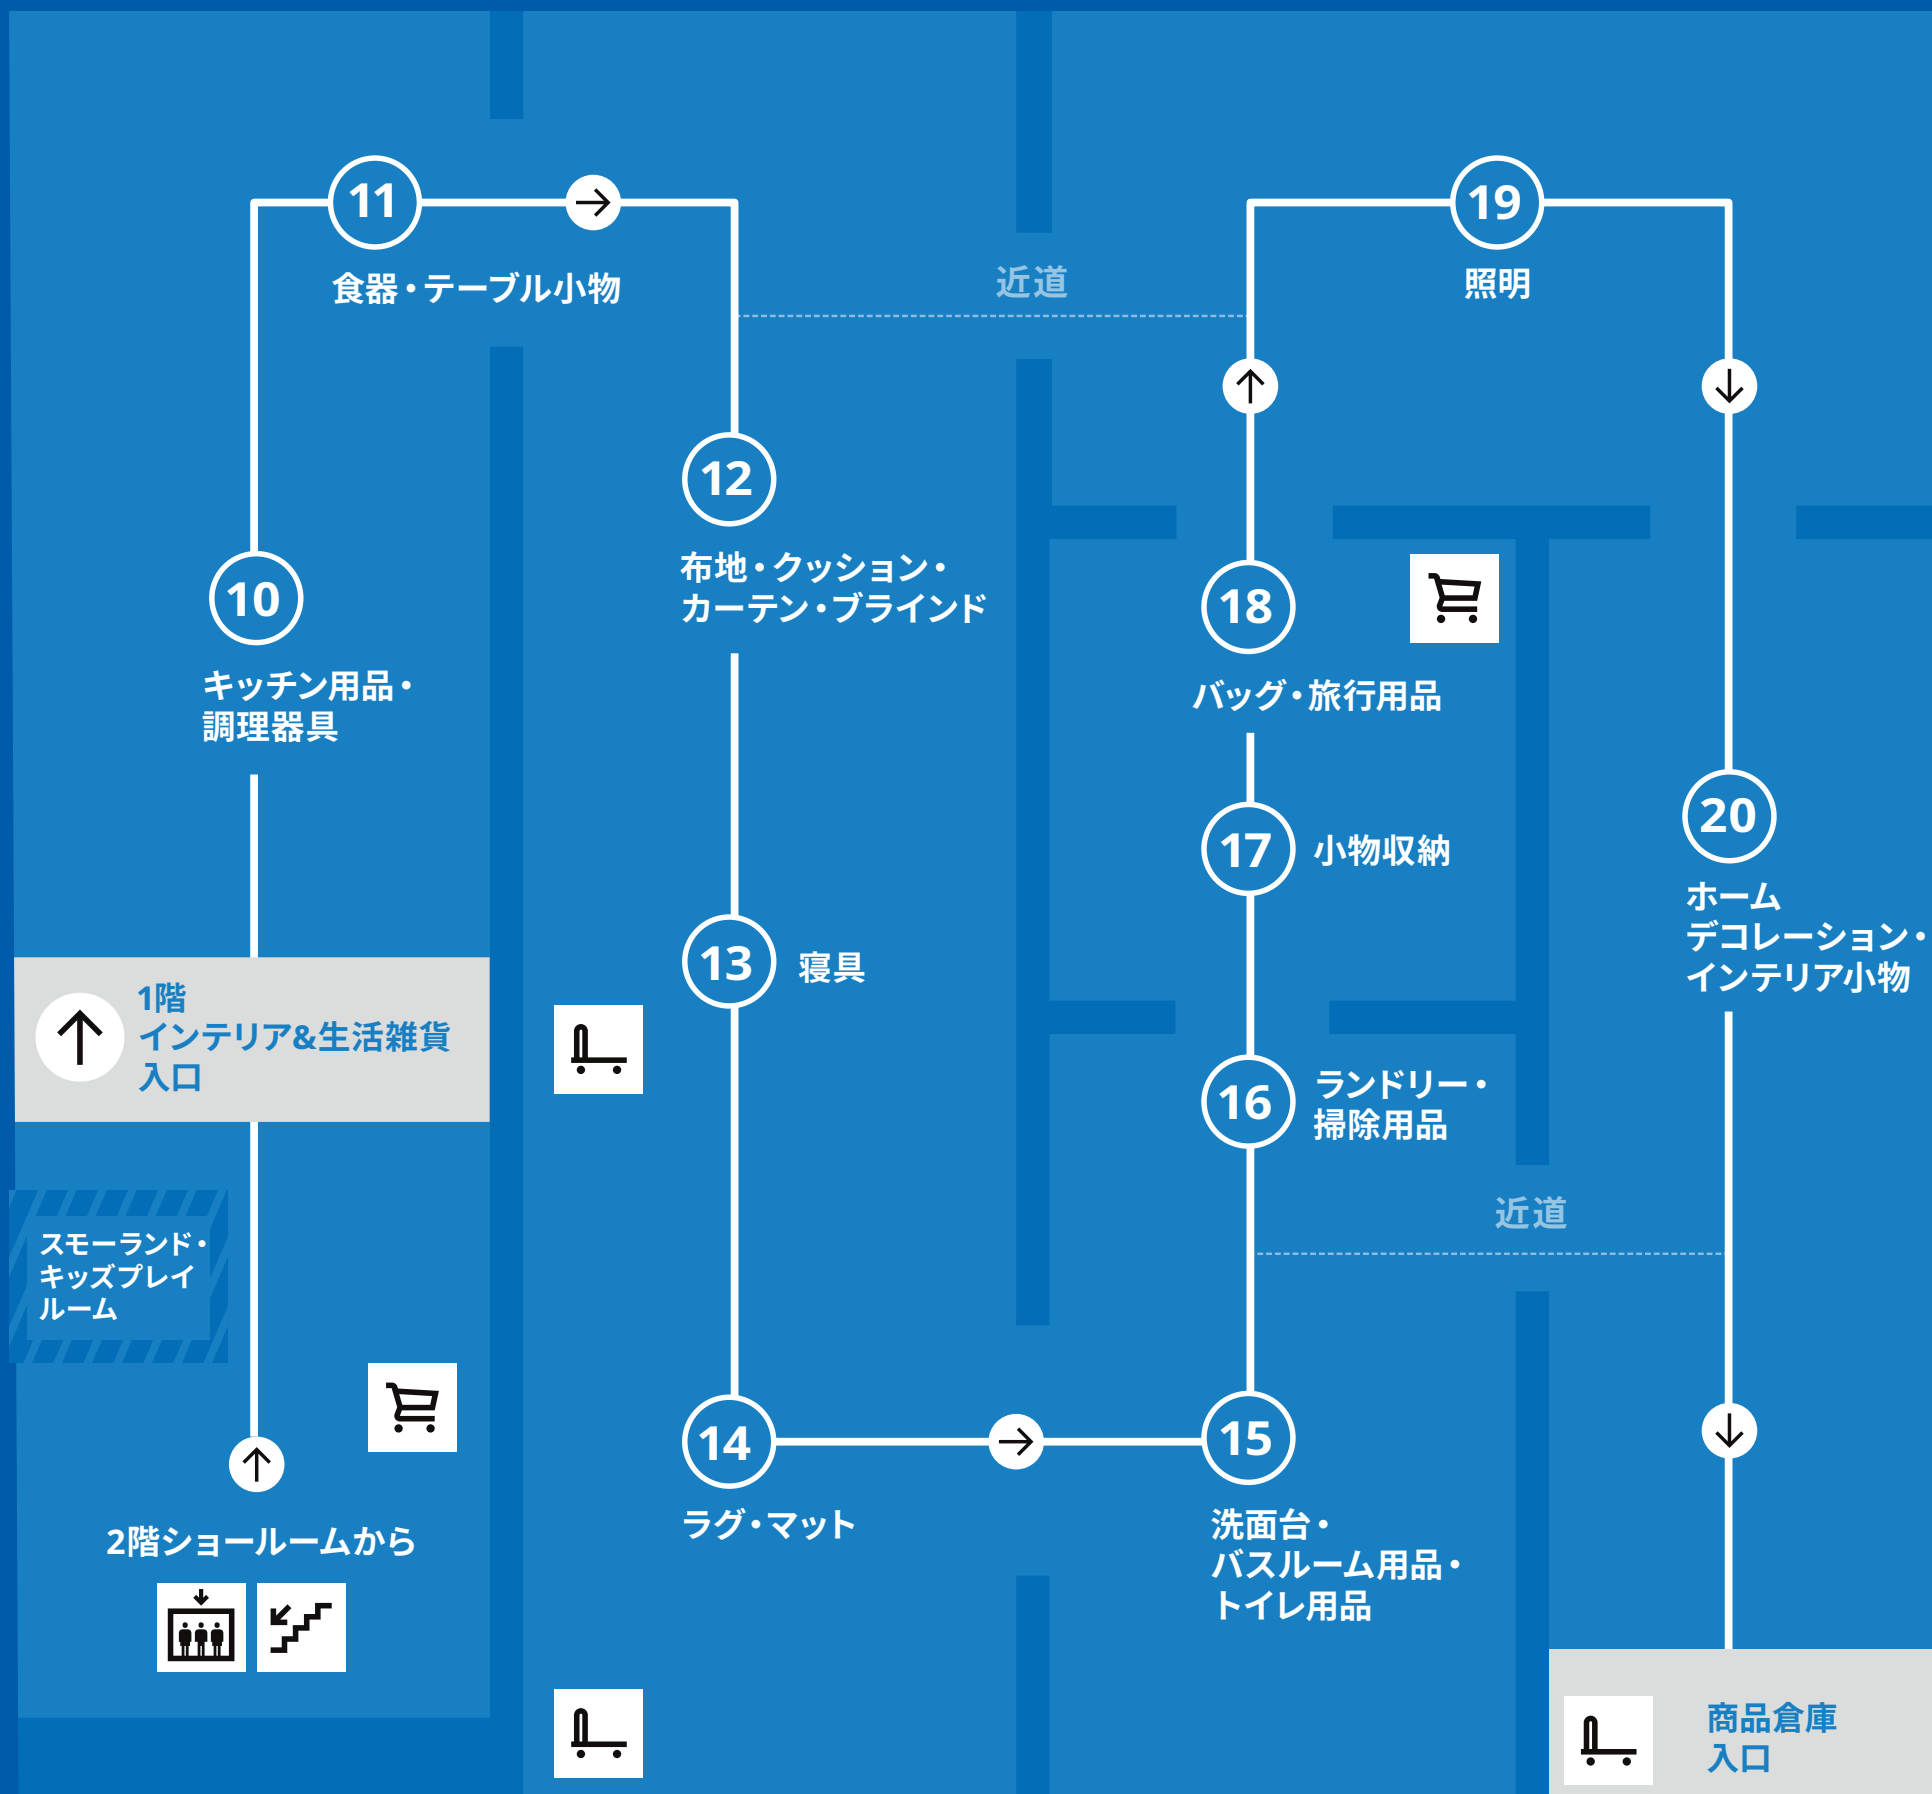 11
食器・テーブル小物
近道
19
照明
12
布地・クッション・
カーテン・ブラインド
10
キッチン用品・
調理器具
18
バッグ・旅行用品
17
小物収納
20
ホーム
デコレーション・
インテリア小物
13
寝具
1階
インテリア&生活雑貨
入口
16
ランドリー・
掃除用品
近道
スモーランド・
キッズプレイ
ルーム
14
ラグ・マット
15
洗面台・
バスルーム用品・
トイレ用品
2階ショールームから
商品倉庫
入口